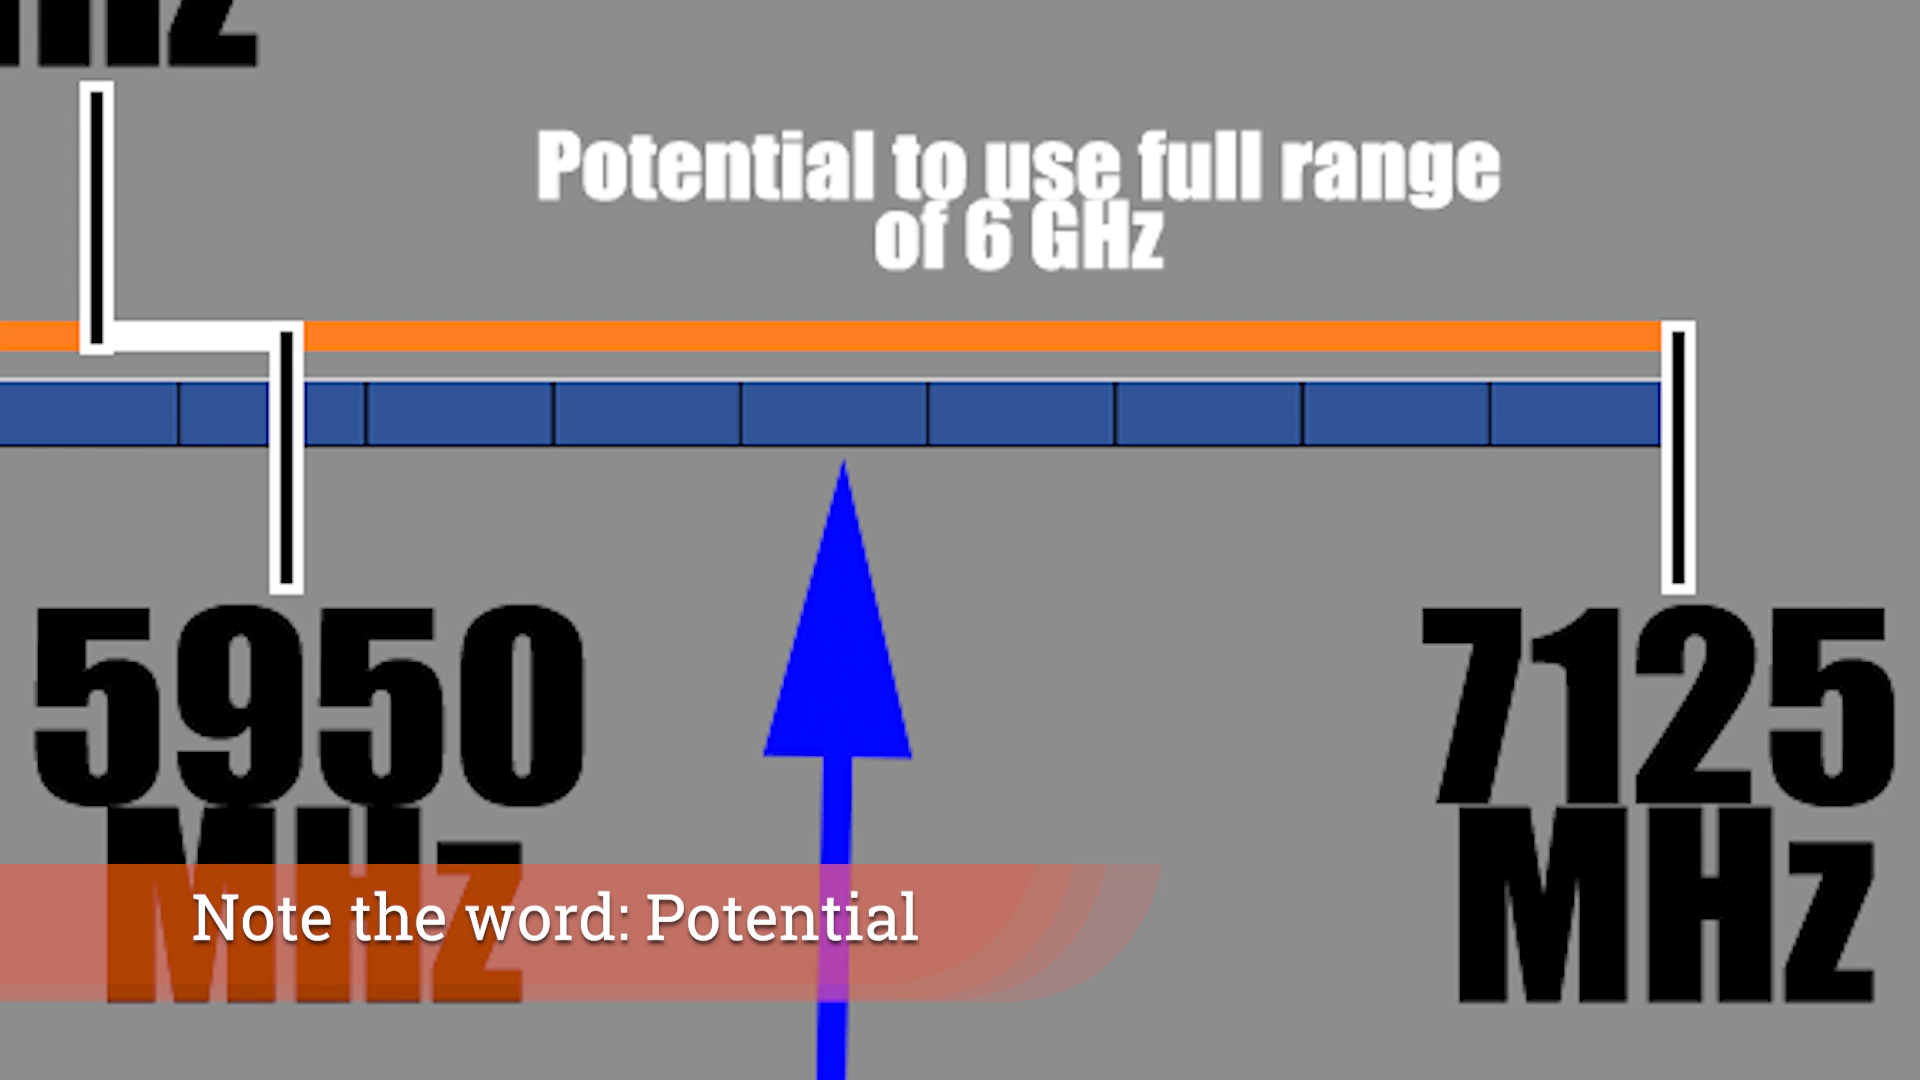 Potential to use full range
of 6 GHz
5950
MHz
7125
MHz
Note the word: Potential